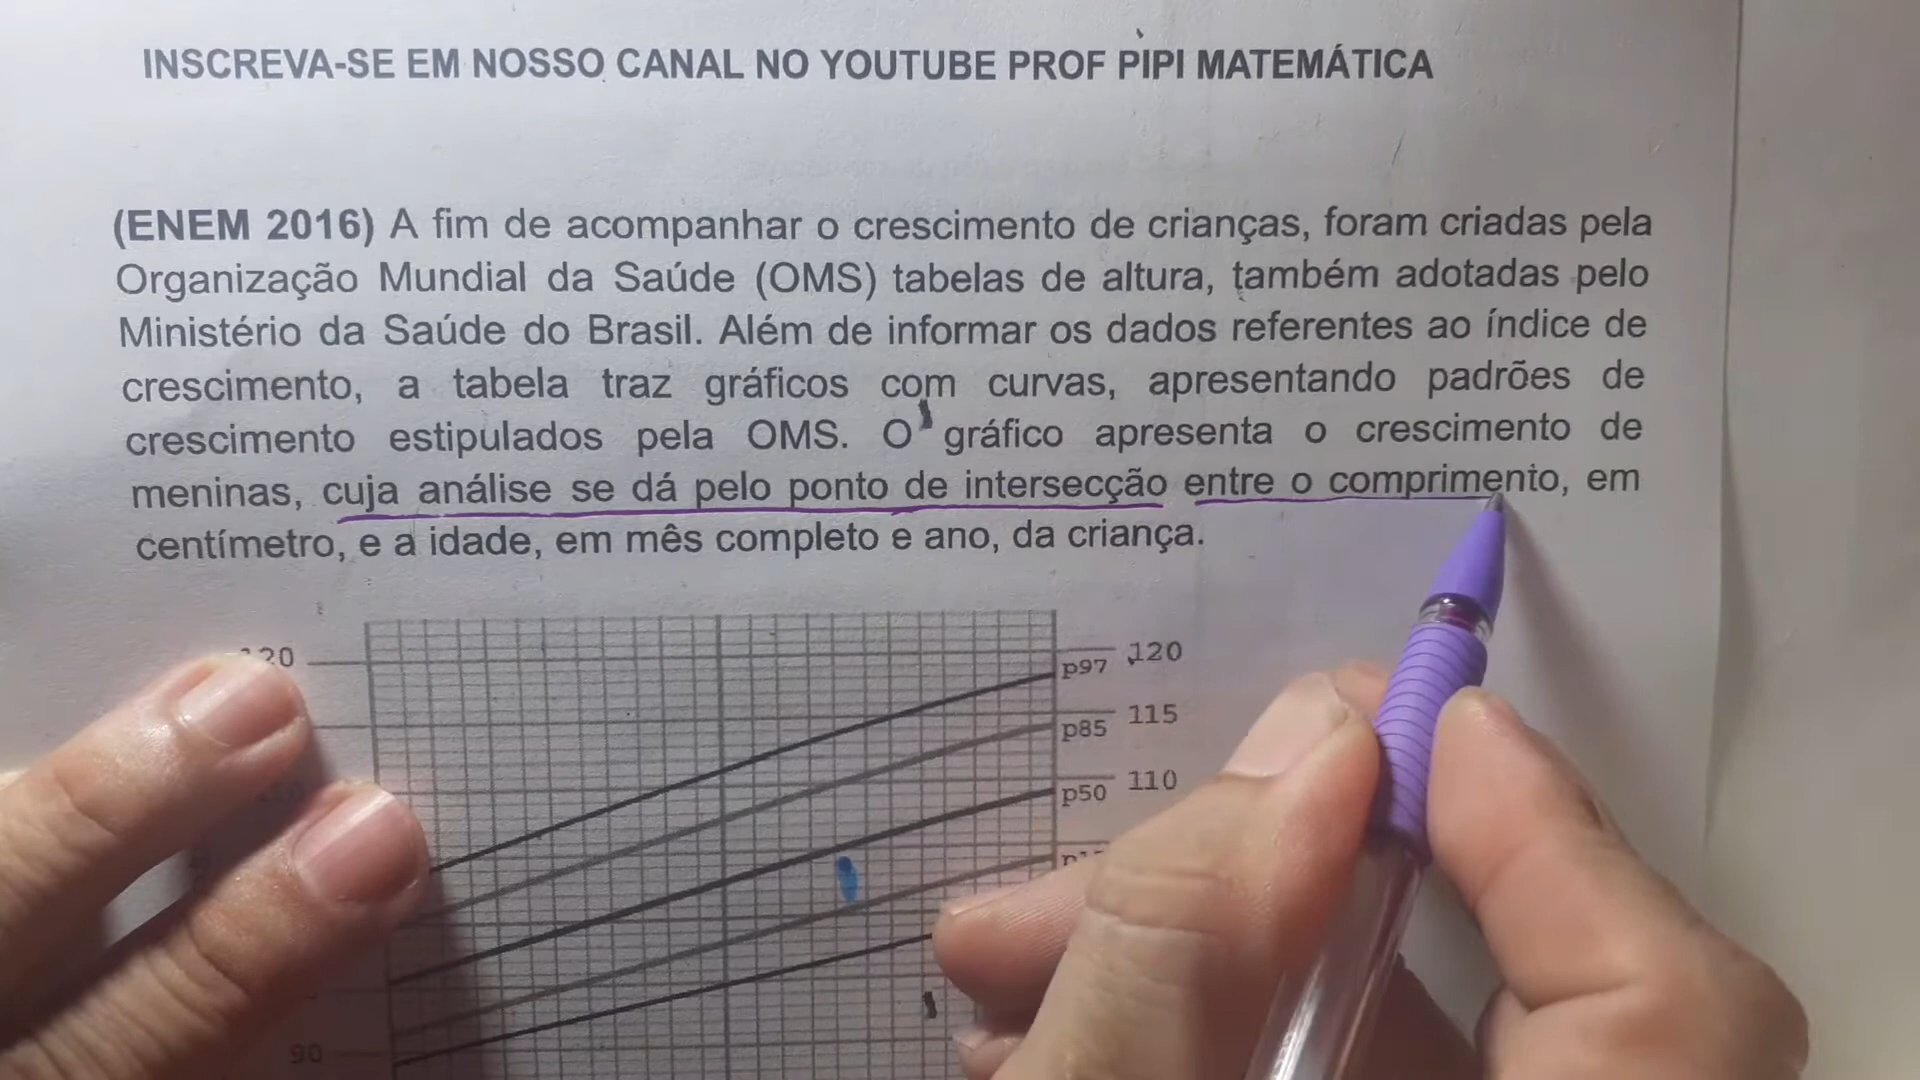 INSCREVA-SE EM NOSSO CANAL NO YOUTUBE PROF PIPI MATEMÁTICA
(ENEM 2016) A fim de acompanhar o crescimento de crianças, foram criadas pela
Organização Mundial da Saúde (OMS) tabelas de altura, também adotadas pelo
Ministério da Saúde do Brasil. Além de informar os dados referentes ao índice de
crescimento, a tabela traz gráficos com curvas, apresentando padrões de
crescimento estipulados pela OMS. O gráfico apresenta o crescimento de
meninas, cuja análise se dá pelo ponto de intersecção entre o comprimento, em
centímetro, e a idade, em mês completo e ano, da criança.
p97 120
p85 115
p50 110
90